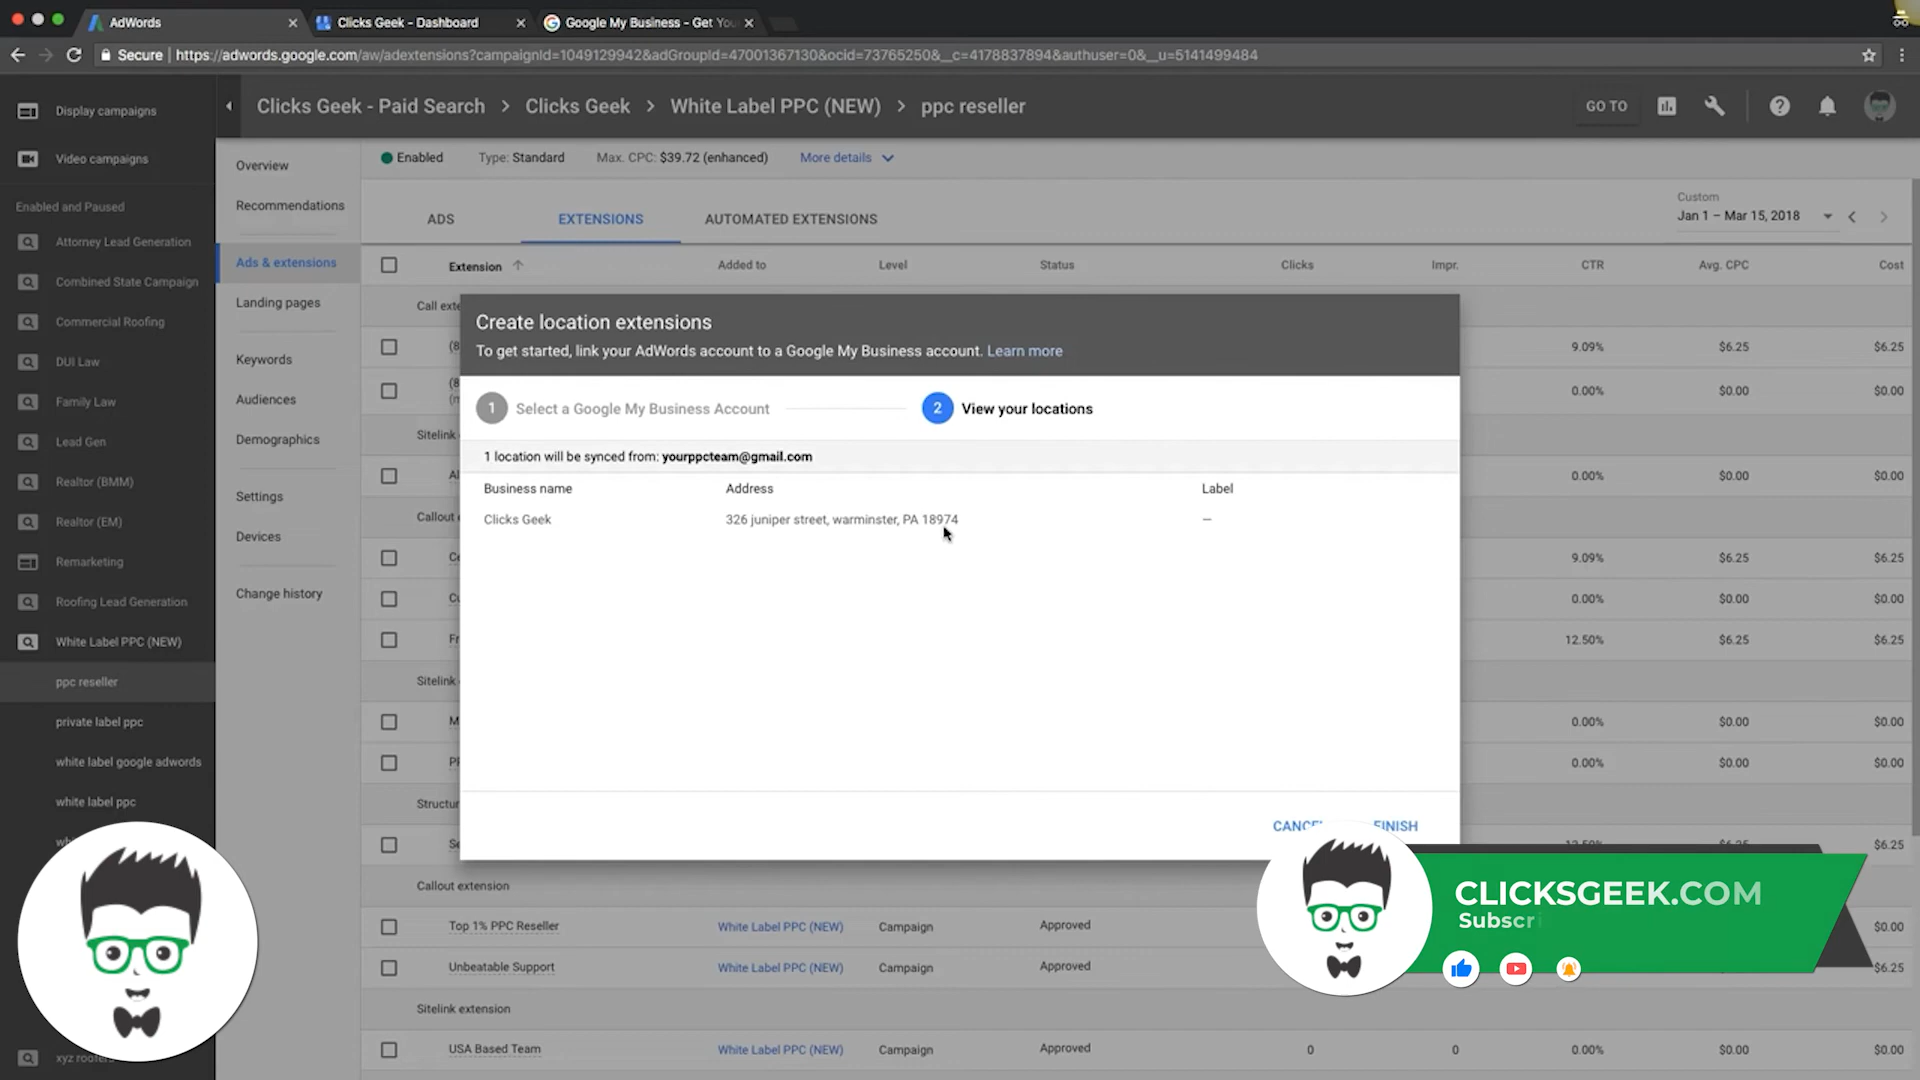 AdWords
Clicks Geek - Dashboard
Google My Business - Get You
Secure
https://adwords.google.com/aw/adextensions?campaignId=1049129942&adGroupId=47001367130&ocid=73765250&__c=4178837894&authuser=0&__u=5141499484
Display campaigns
Video campaigns
Enabled and Paused
Attorney Lead Generation
Combined State Campaign
Commercial Roofing
DUI Law
Family Law
Lead Gen
Realtor (BMM)
Realtor (EM)
Remarketing
Roofing Lead Generation
White Label PPC (NEW)
ppc reseller
private label ppc
white label google adwords
white label ppc
Clicks Geek - Paid Search > Clicks Geek > White Label PPC (NEW) > ppc reseller
GO TO
Overview
Recommendations
Ads & extensions
Landing pages
Keywords
Audiences
Demographics
Settings
Devices
Change history
Enabled Type: Standard Max. CPC: $39.72 (enhanced) More details
ADS EXTENSIONS AUTOMATED EXTENSIONS
Custom
Jan 1 – Mar 15, 2018
Extension Added to Level Status Clicks Impr. CTR Avg. CPC Cost
Create location extensions
To get started, link your AdWords account to a Google My Business account. Learn more
1 Select a Google My Business Account
2 View your locations
1 location will be synced from: yourppcteam@gmail.com
Business name Address Label
Clicks Geek 326 juniper street, warminster, PA 18974 –
FINISH
Call
Sitelink
Callout
Sitelink
9.09% $6.25 $6.25
0.00% $0.00 $0.00
0.00% $0.00 $0.00
9.09% $6.25 $6.25
0.00% $0.00 $0.00
12.50% $6.25 $6.25
0.00% $0.00 $0.00
0.00% $0.00 $0.00
$6.25
Callout extension
Top 1% PPC Reseller White Label PPC (NEW) Campaign Approved $0.00
Unbeatable Support White Label PPC (NEW) Campaign Approved $6.25
Sitelink extension
USA Based Team White Label PPC (NEW) Campaign Approved 0 0 0.00% $0.00 $0.00
CLICKSGEEK.COM
Subscri